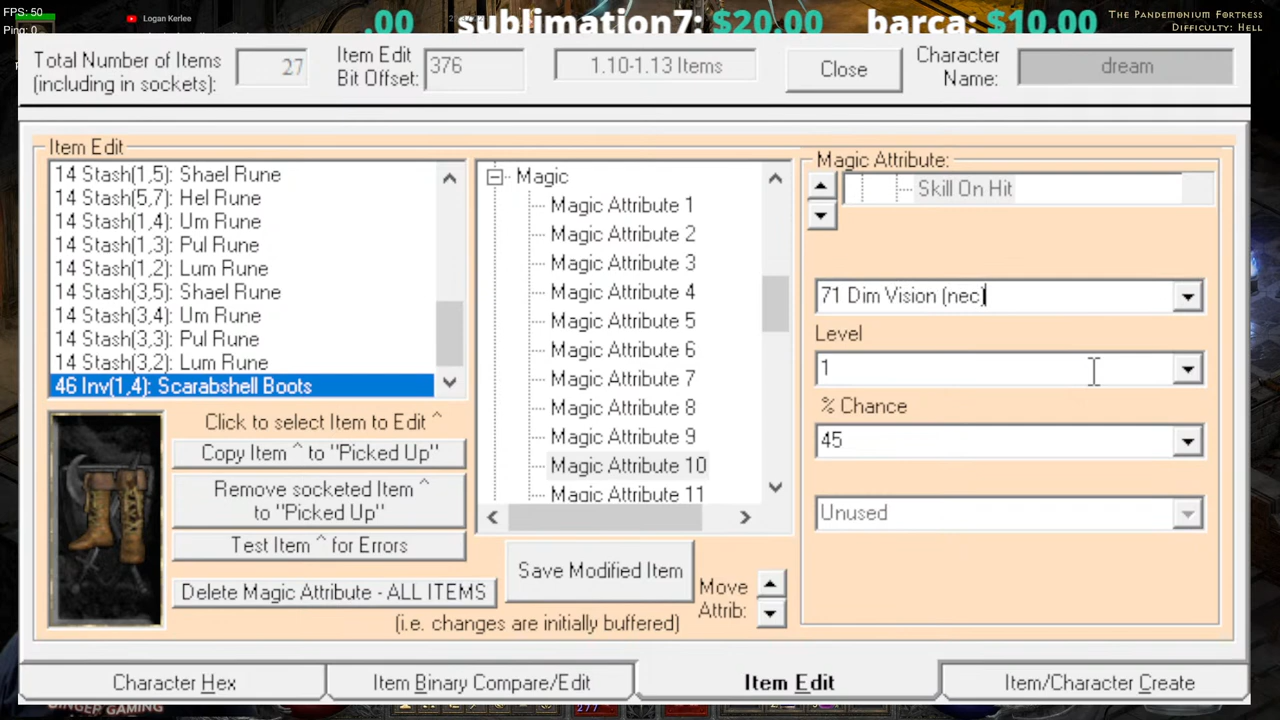 FPS: 50
Ping: 0
Logan Kerlee
.00 sublimation7: $20.00 barca: $10.00
The Pandemonium Fortress
Difficulty: Hell
Total Number of Items
(including in sockets):
27
Item Edit
Bit Offset:
376
1.10-1.13 Items
Close
Character
Name:
dream
Item Edit
14 Stash(1,5): Shael Rune
14 Stash(5,7): Hel Rune
14 Stash(1,4): Um Rune
14 Stash(1,3): Pul Rune
14 Stash(1,2): Lum Rune
14 Stash(3,5): Shael Rune
14 Stash(3,4): Um Rune
14 Stash(3,3): Pul Rune
14 Stash(3,2): Lum Rune
46 Inv(1,4): Scarabshell Boots
Click to select Item to Edit ^
Copy Item ^ to "Picked Up"
Remove socketed Item ^
to "Picked Up"
Test Item ^ for Errors
Delete Magic Attribute - ALL ITEMS
Magic
Magic Attribute 1
Magic Attribute 2
Magic Attribute 3
Magic Attribute 4
Magic Attribute 5
Magic Attribute 6
Magic Attribute 7
Magic Attribute 8
Magic Attribute 9
Magic Attribute 10
Magic Attribute 11
Save Modified Item
Move
Attrib:
(i.e. changes are initially buffered)
Magic Attribute:
Skill On Hit
71 Dim Vision (nec)
Level
1
% Chance
45
Unused
Character Hex
Item Binary Compare/Edit
Item Edit
Item/Character Create
GINGER GAMING
277